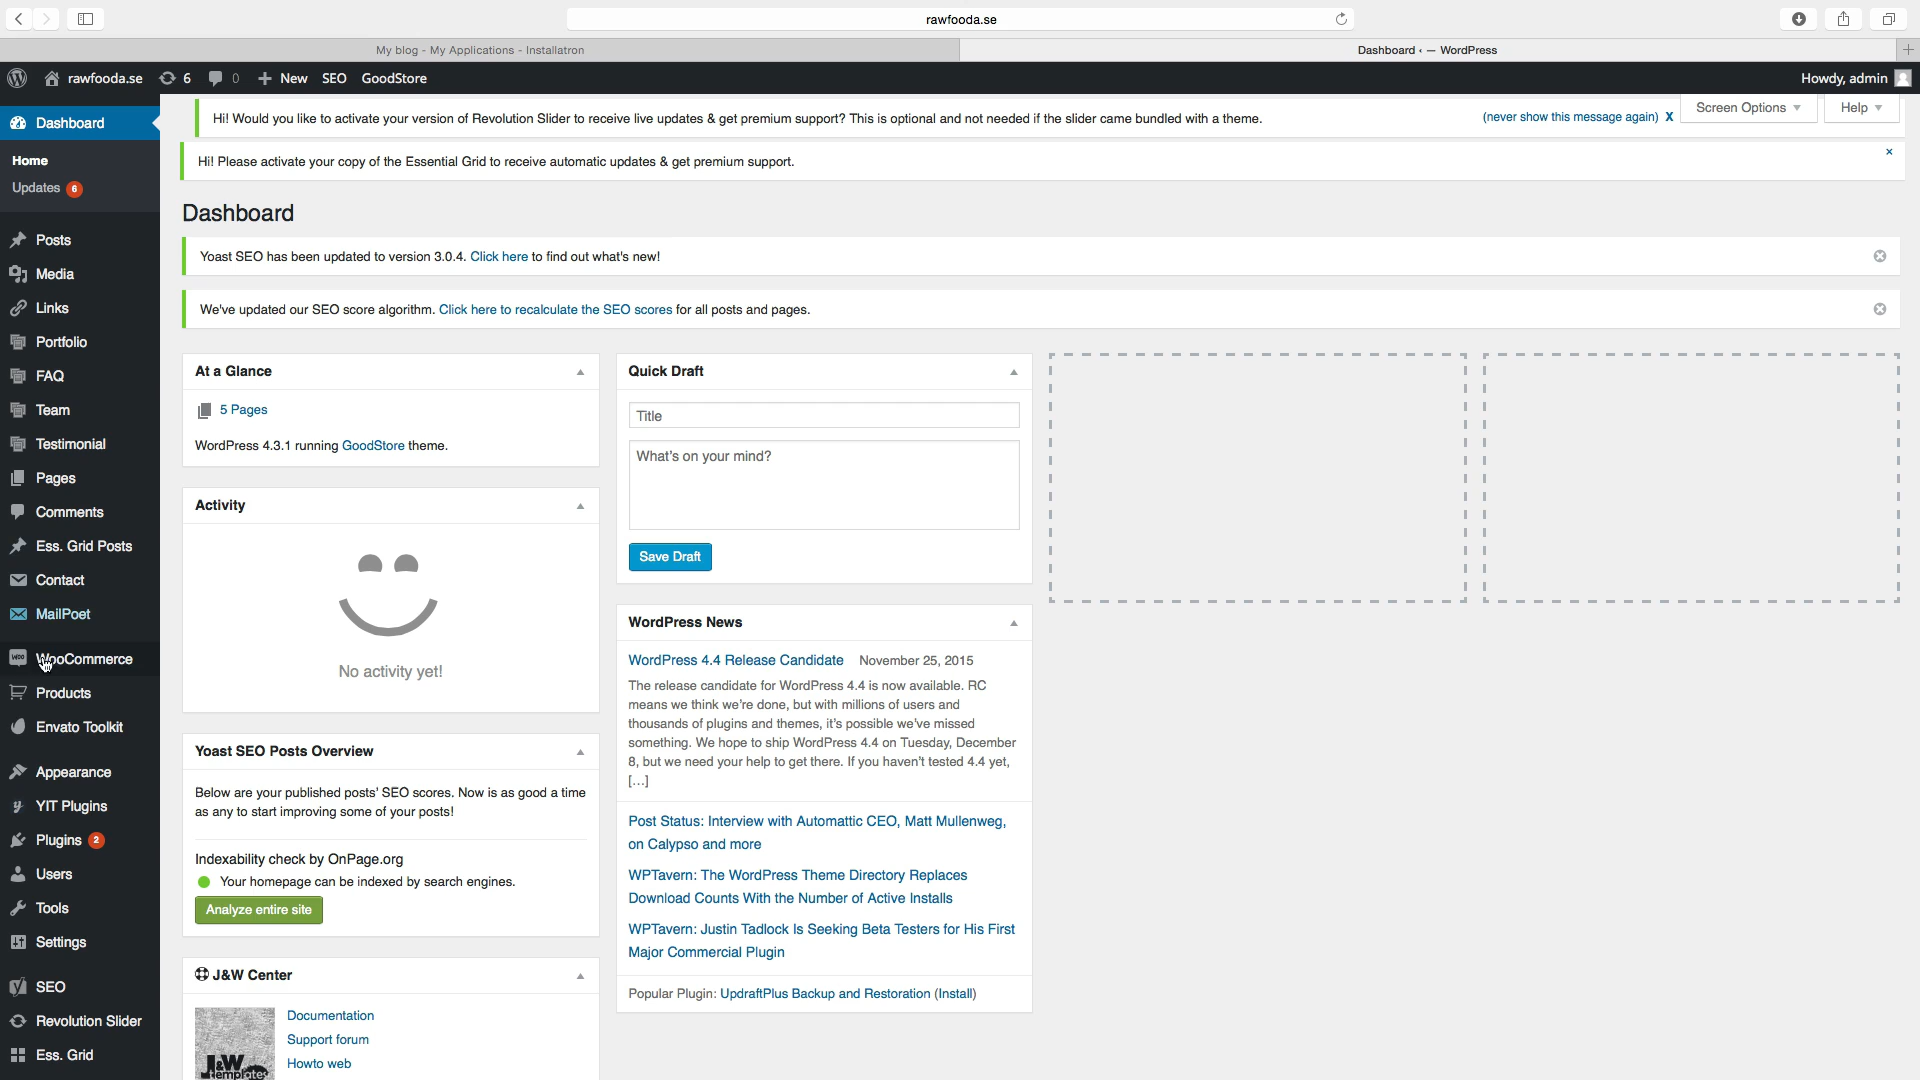 rawfooda.se
My blog - My Applications - Installatron
Dashboard ‹ — WordPress
rawfooda.se 6 0 New SEO GoodStore
Howdy, admin
Dashboard
Home
Updates 6
Posts
Media
Links
Portfolio
FAQ
Team
Testimonial
Pages
Comments
Ess. Grid Posts
Contact
MailPoet
WooCommerce
Products
Envato Toolkit
Appearance
YIT Plugins
Plugins 2
Users
Tools
Settings
SEO
Revolution Slider
Ess. Grid
Hi! Would you like to activate your version of Revolution Slider to receive live updates & get premium support? This is optional and not needed if the slider came bundled with a theme.
(never show this message again) X
Screen Options
Help
Hi! Please activate your copy of the Essential Grid to receive automatic updates & get premium support.
Dashboard
Yoast SEO has been updated to version 3.0.4. Click here to find out what's new!
We've updated our SEO score algorithm. Click here to recalculate the SEO scores for all posts and pages.
At a Glance
5 Pages
WordPress 4.3.1 running GoodStore theme.
Activity
No activity yet!
Yoast SEO Posts Overview
Below are your published posts' SEO scores. Now is as good a time
as any to start improving some of your posts!
Indexability check by OnPage.org
Your homepage can be indexed by search engines.
Analyze entire site
J&W Center
J&W
templates
Documentation
Support forum
Howto web
Quick Draft
Title
What's on your mind?
Save Draft
WordPress News
WordPress 4.4 Release Candidate November 25, 2015
The release candidate for WordPress 4.4 is now available. RC
means we think we're done, but with millions of users and
thousands of plugins and themes, it's possible we've missed
something. We hope to ship WordPress 4.4 on Tuesday, December
8, but we need your help to get there. If you haven't tested 4.4 yet,
[…]
Post Status: Interview with Automattic CEO, Matt Mullenweg,
on Calypso and more
WPTavern: The WordPress Theme Directory Replaces
Download Counts With the Number of Active Installs
WPTavern: Justin Tadlock Is Seeking Beta Testers for His First
Major Commercial Plugin
Popular Plugin: UpdraftPlus Backup and Restoration (Install)